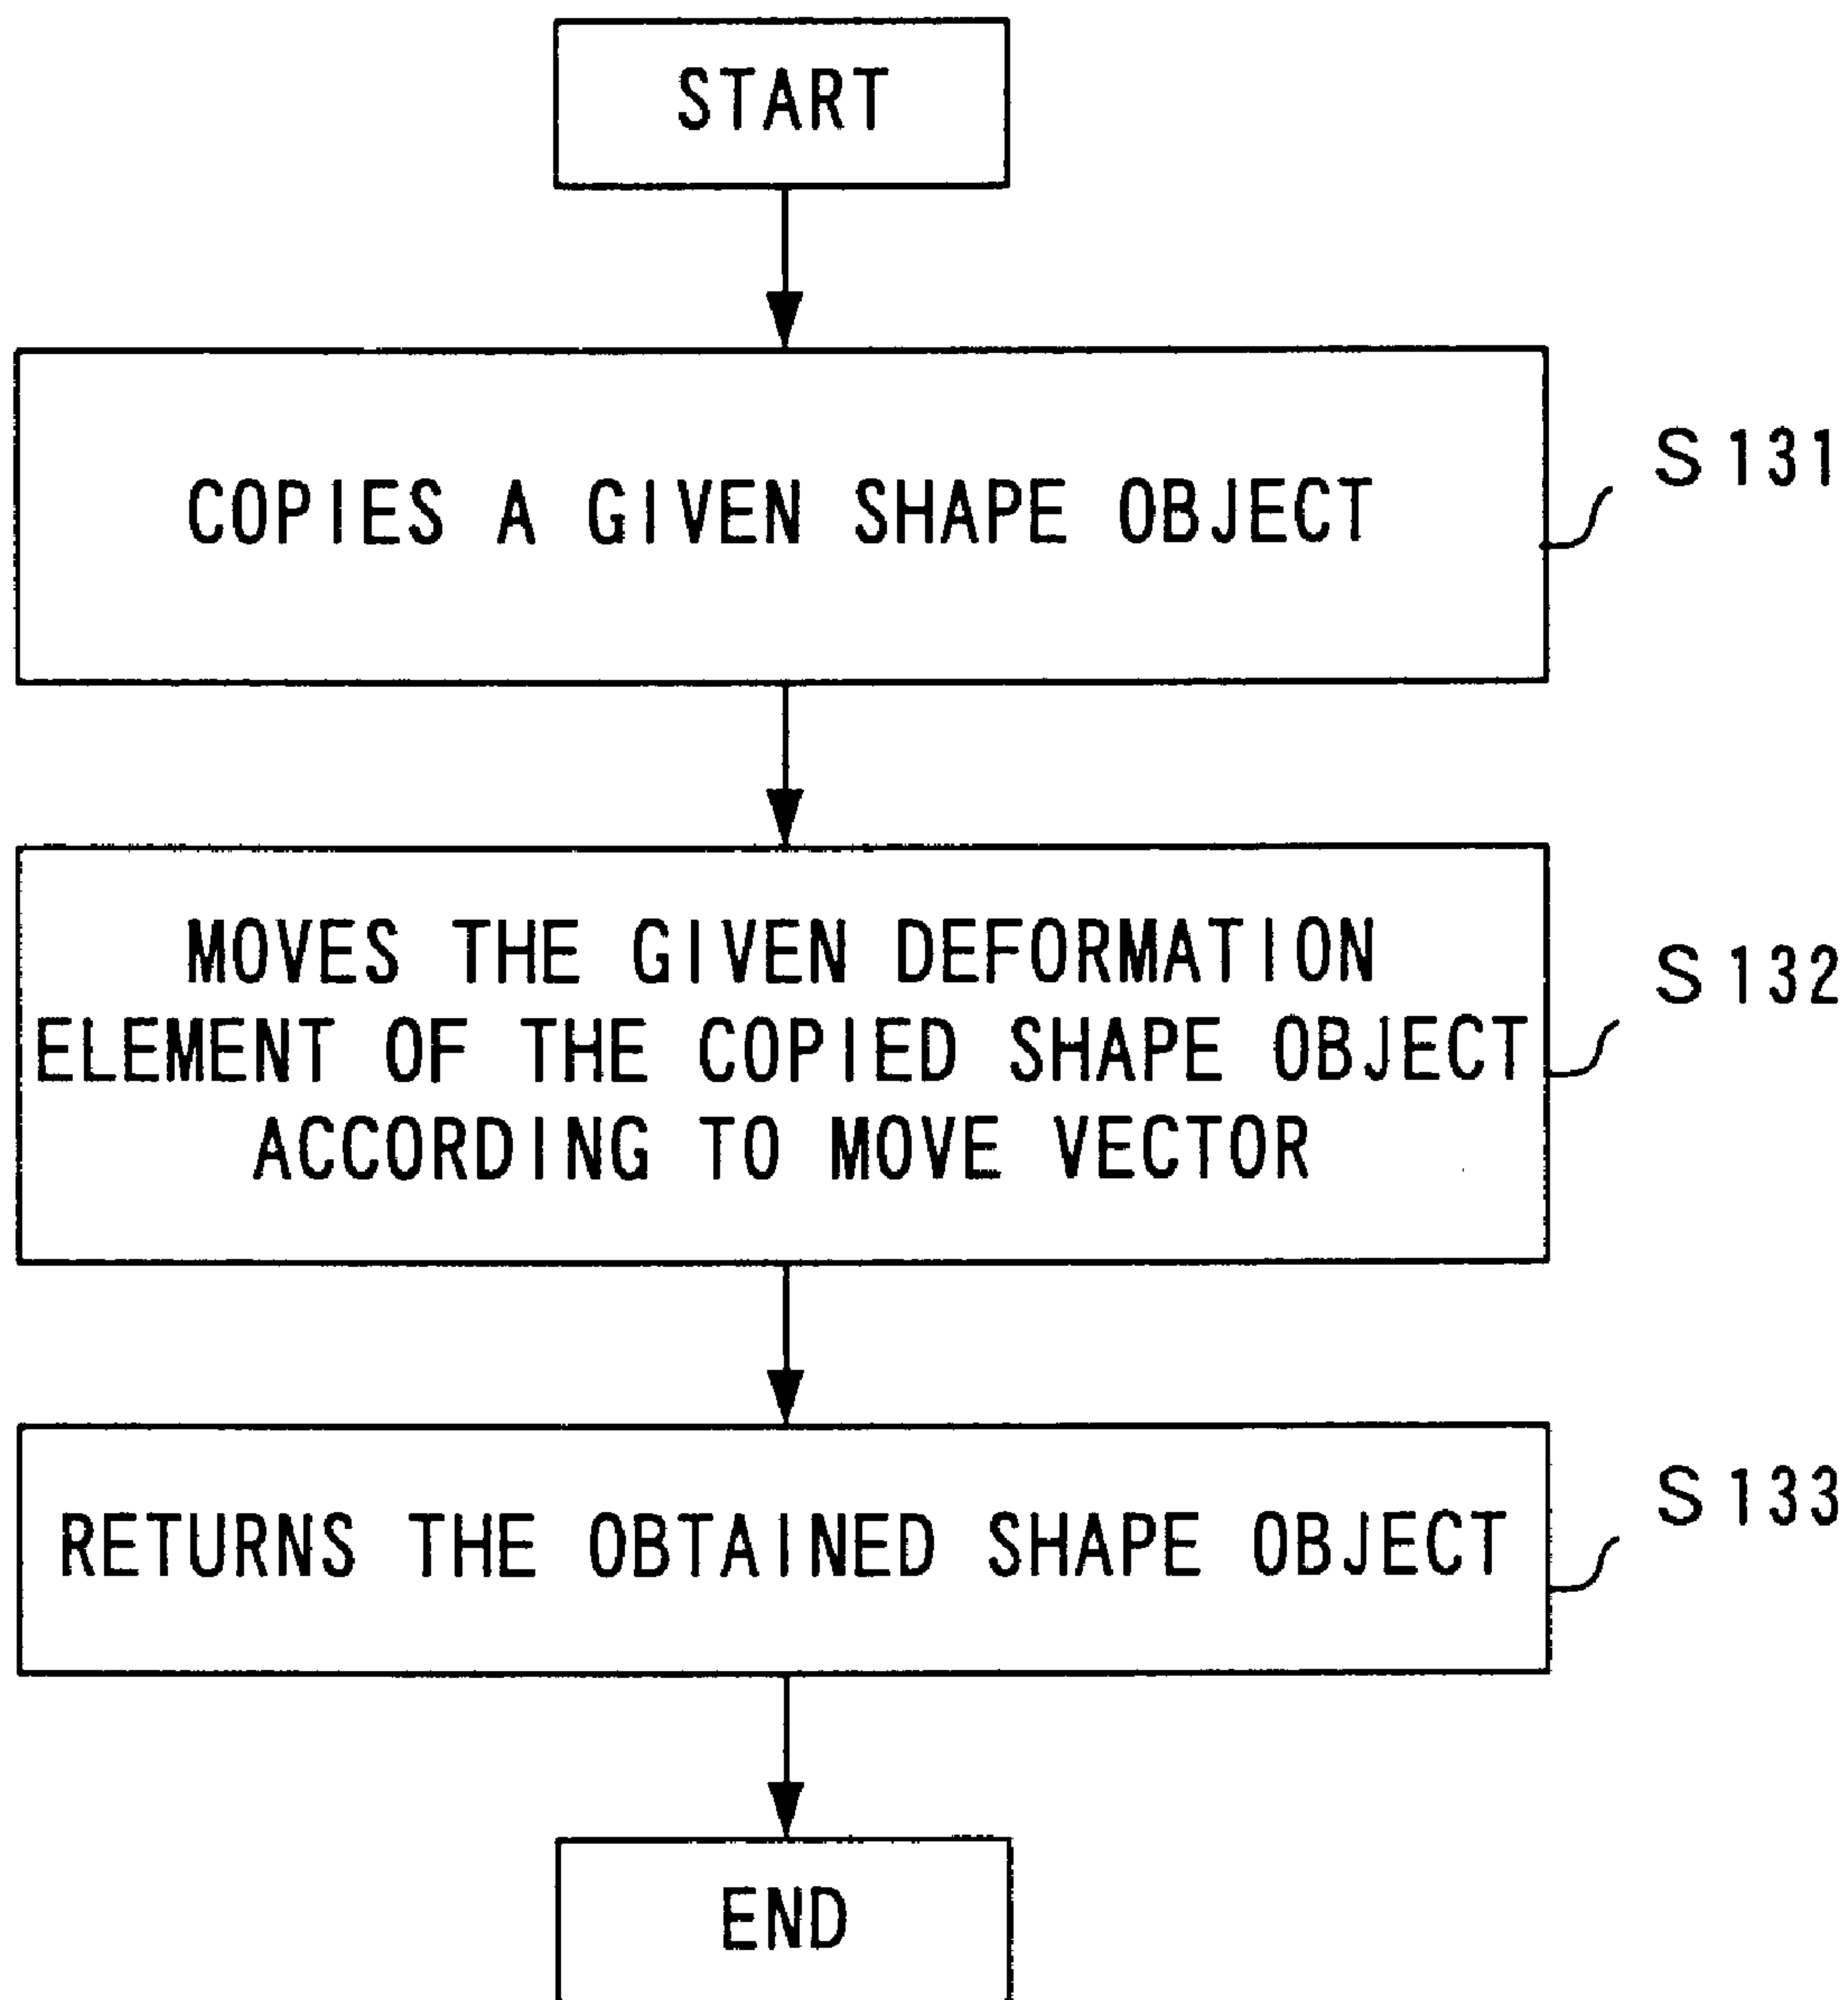 START
COPIES A GIVEN SHAPE OBJECT
S131
MOVES THE GIVEN DEFORMATION
ELEMENT OF THE COPIED SHAPE OBJECT
ACCORDING TO MOVE VECTOR
S132
RETURNS THE OBTAINED SHAPE OBJECT
S133
END